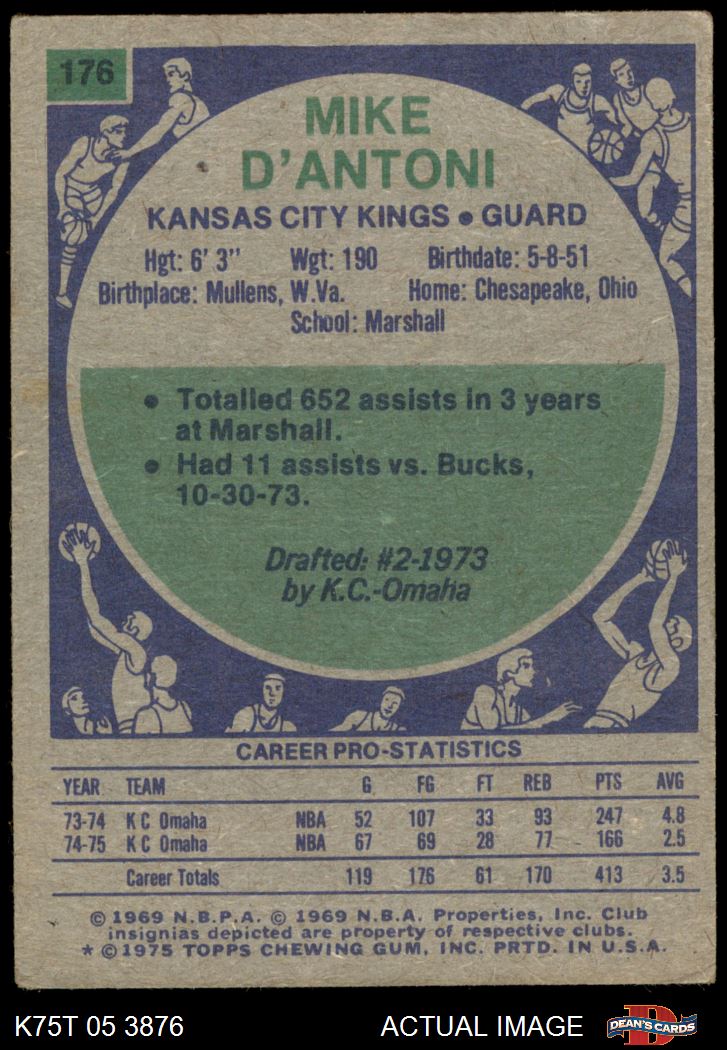 176
MIKE
D'ANTONI
KANSAS CITY KINGS • GUARD
Hgt: 6' 3" Wgt: 190 Birthdate: 5-8-51
Birthplace: Mullens, W.Va. Home: Chesapeake, Ohio
School: Marshall
• Totalled 652 assists in 3 years
at Marshall.
• Had 11 assists vs. Bucks,
10-30-73.
Drafted: #2-1973
by K.C.-Omaha
CAREER PRO-STATISTICS
YEAR TEAM G FG FT REB PTS AVG
73-74 K C Omaha NBA 52 107 33 93 247 4.8
74-75 K C Omaha NBA 67 69 28 77 166 2.5
Career Totals 119 176 61 170 413 3.5
© 1969 N.B.P.A. © 1969 N.B.A. Properties, Inc. Club
insignias depicted are property of respective clubs.
* © 1975 TOPPS CHEWING GUM, INC. PRTD. IN U.S.A.
K75T 05 3876 ACTUAL IMAGE DEAN'S CARDS